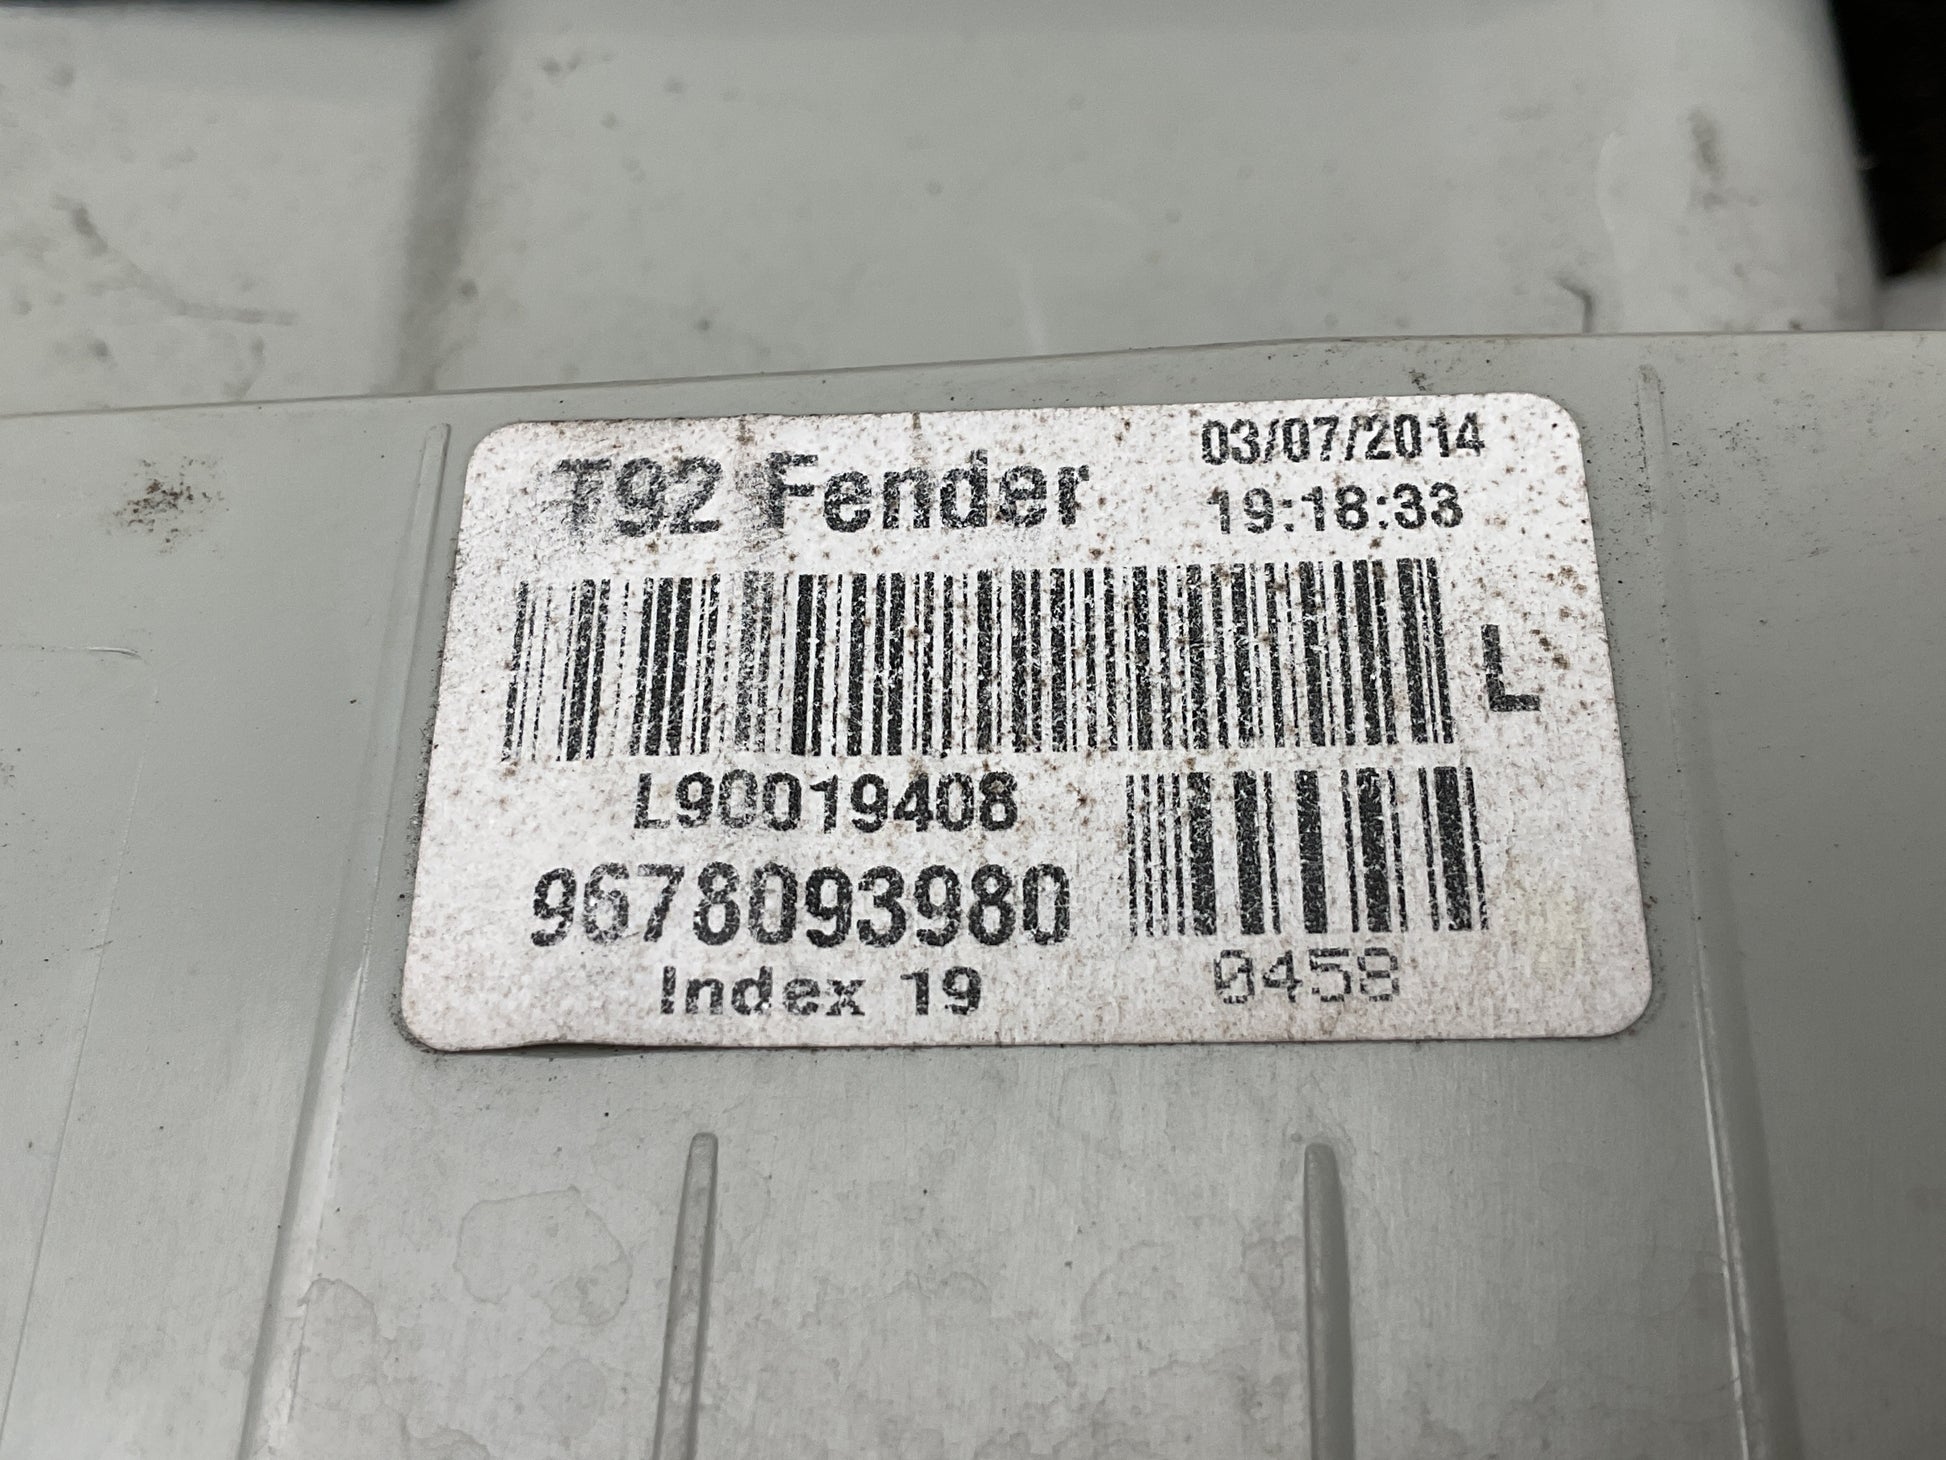 T92 Fender
03/07/2014
19:18:33
L
L90019408
9678093980
Index 19
0458